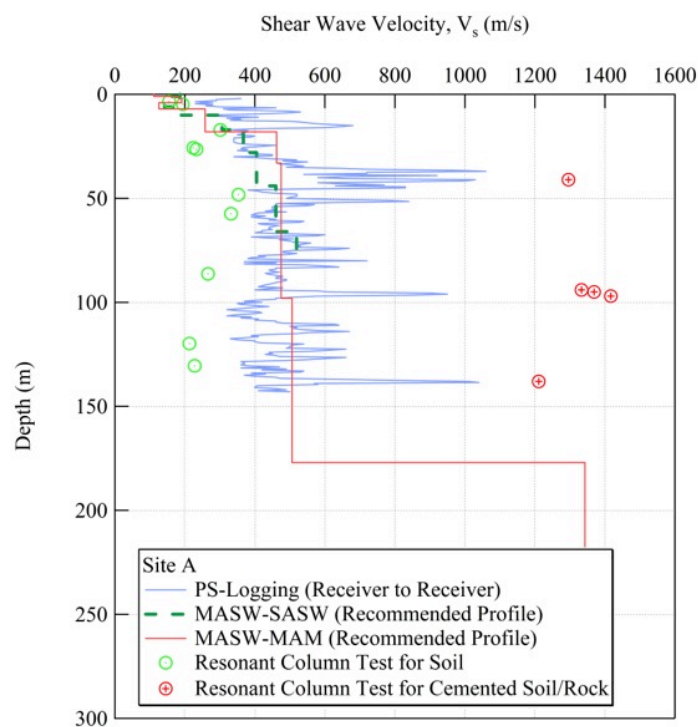 Shear Wave Velocity, Vs (m/s)
0 200 400 600 800 1000 1200 1400 1600
0
50
100
150
200
250
300
Depth (m)
Site A
PS-Logging (Receiver to Receiver)
MASW-SASW (Recommended Profile)
MASW-MAM (Recommended Profile)
Resonant Column Test for Soil
Resonant Column Test for Cemented Soil/Rock